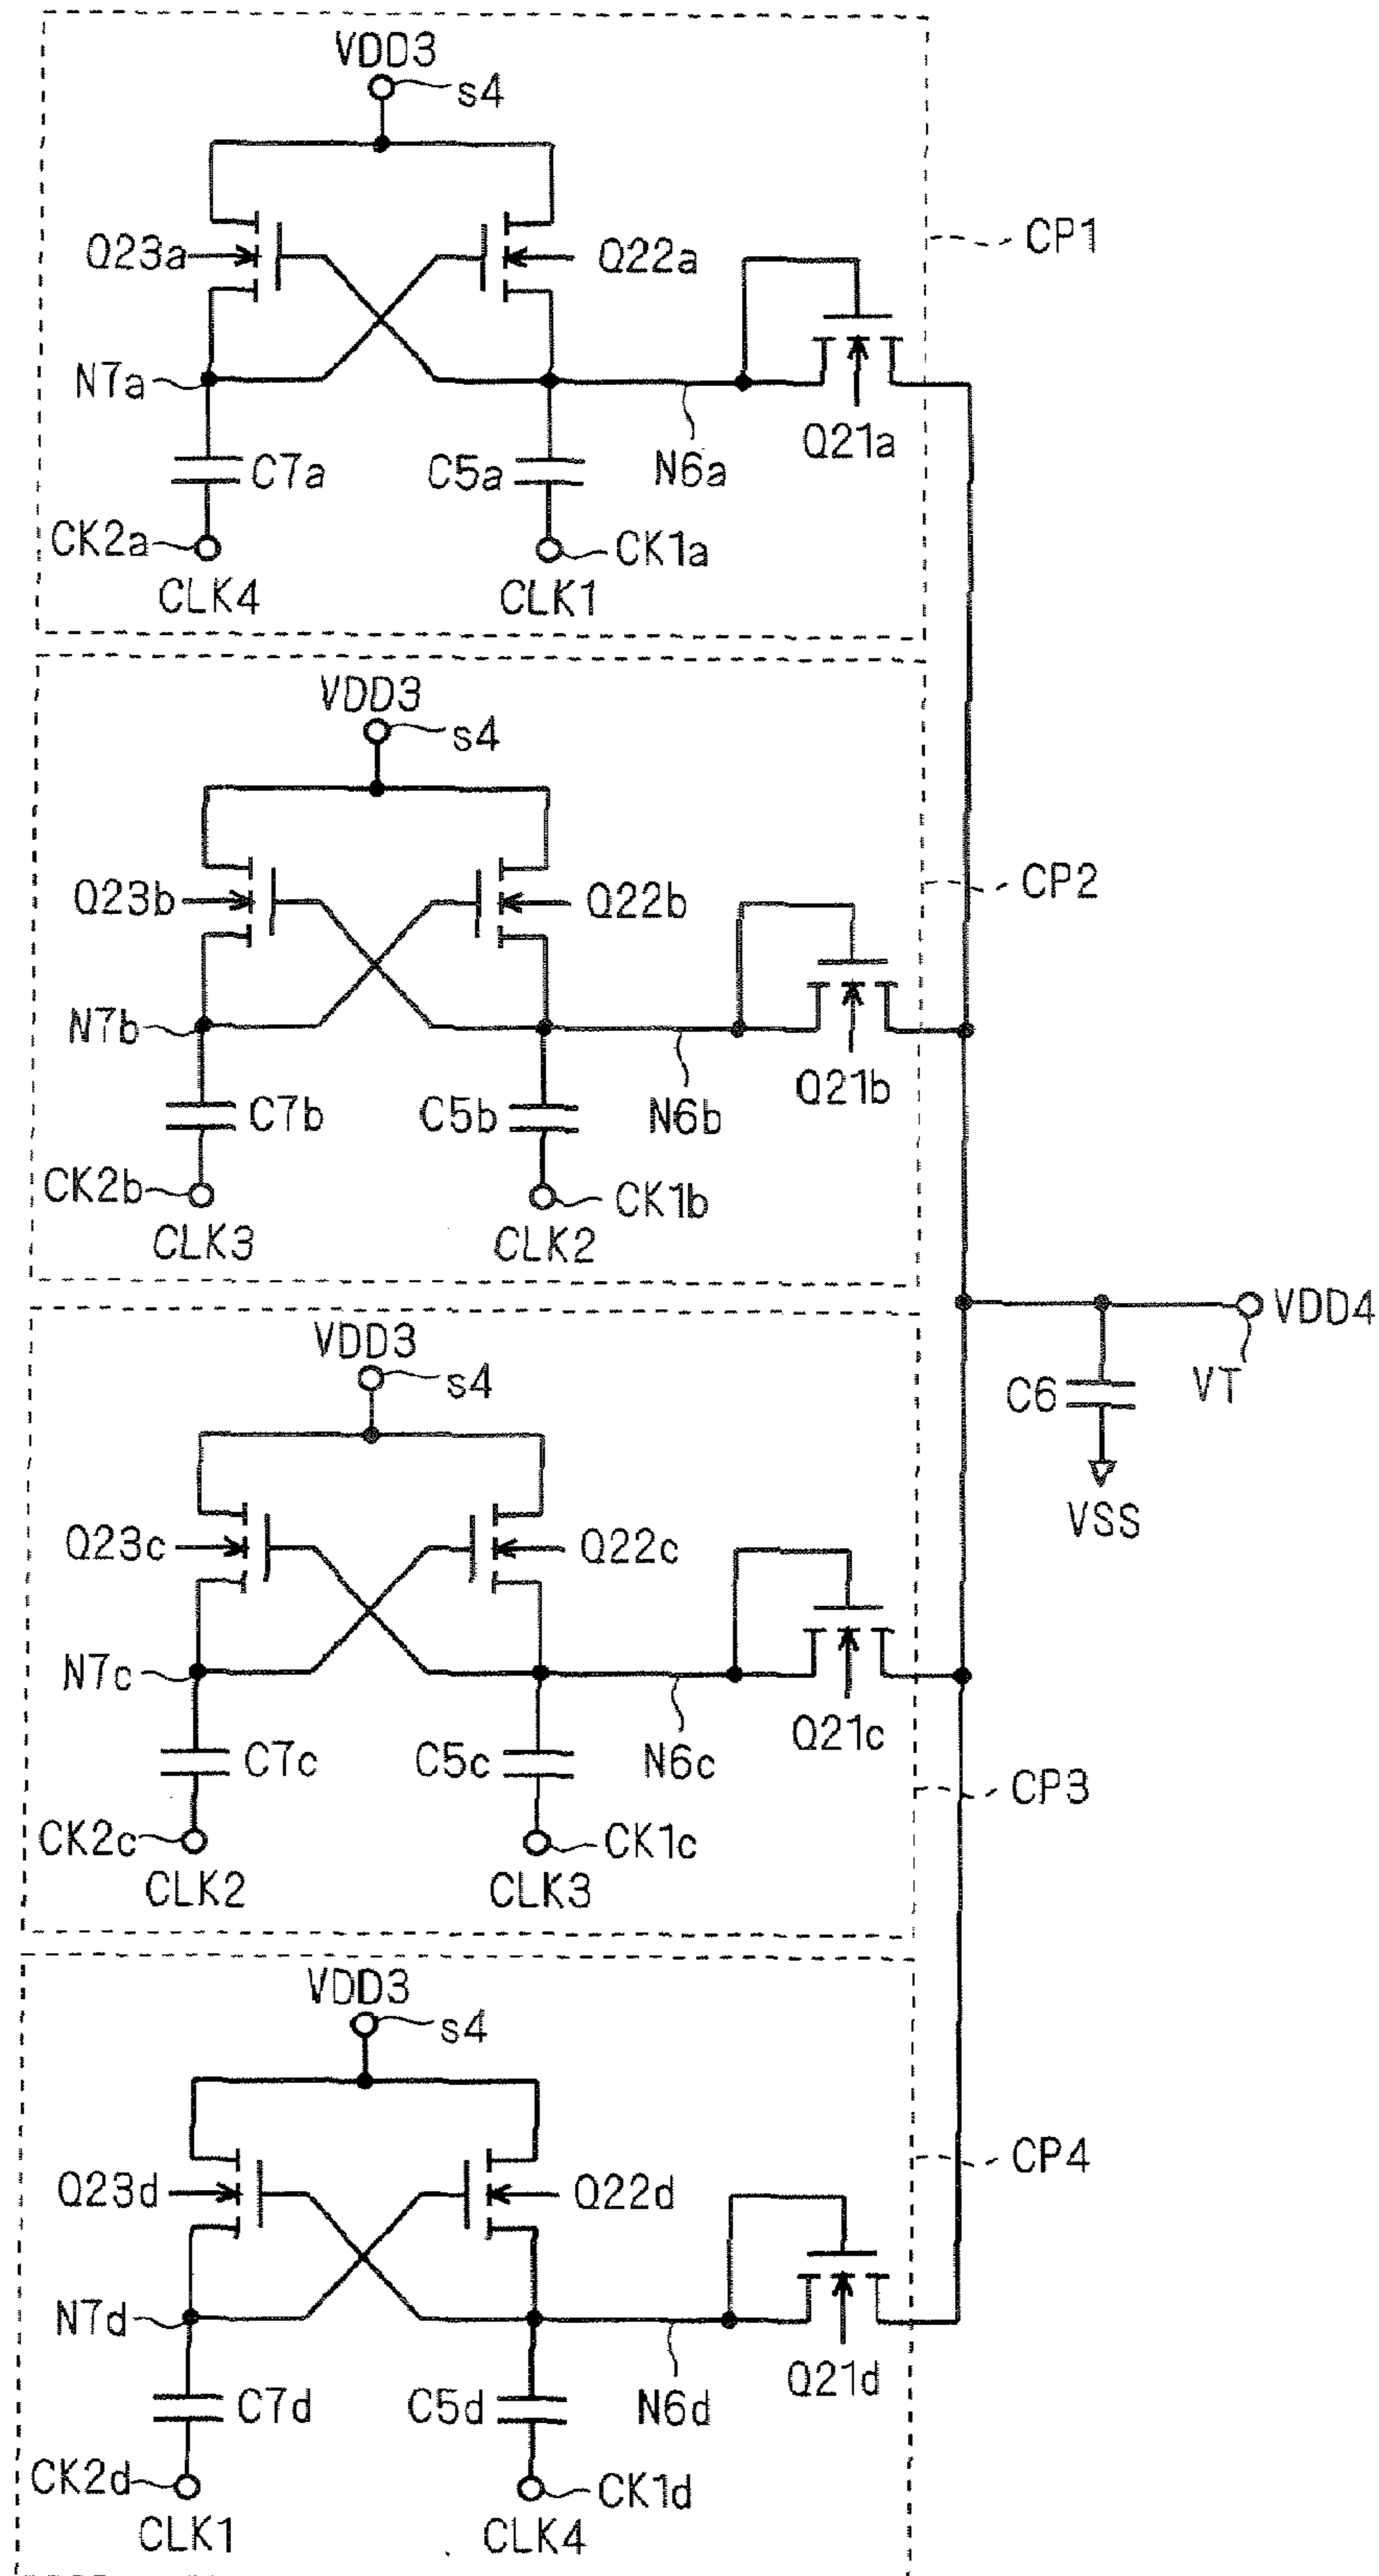 VDD3
s4
Q23a
Q22a
CP1
N7a
Q21a
C7a
C5a
N6a
CK2a
CK1a
CLK4
CLK1
VDD3
s4
Q23b
Q22b
CP2
N7b
Q21b
C7b
C5b
N6b
CK2b
CK1b
CLK3
CLK2
VDD4
VT
C6
VSS
VDD3
s4
Q23c
Q22c
N7c
Q21c
C7c
C5c
N6c
CP3
CK2c
CK1c
CLK2
CLK3
VDD3
s4
CP4
Q23d
Q22d
N7d
Q21d
C7d
C5d
N6d
CK2d
CK1d
CLK1
CLK4